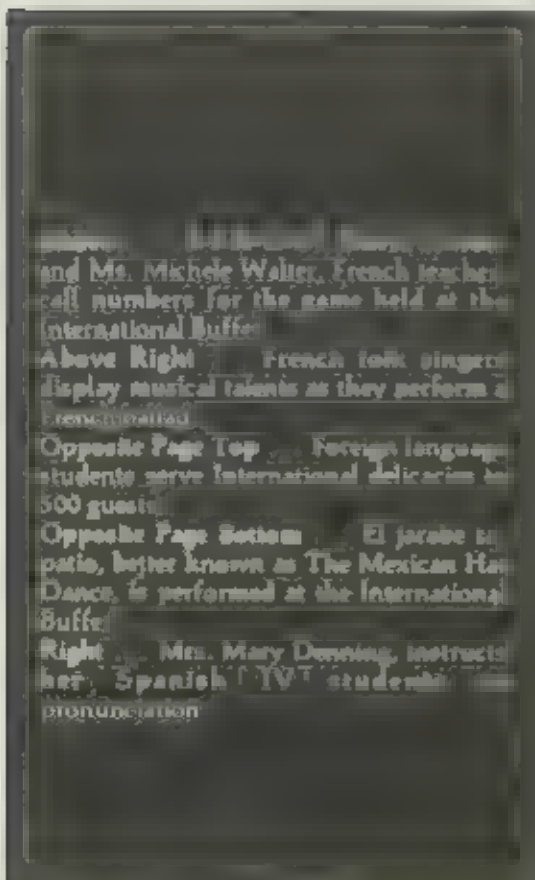 and Ms. Michele Walter, French teacher,
call numbers for the game held at the
International Buffet
Above Right French folk singers
display musical talents as they perform a
French ballad
Opposite Page Top ... Foreign language
students serve International delicacies to
500 guests
Opposite Page Bottom El jarabe ta-
patio, better known as The Mexican Hat
Dance, is performed at the International
Buffet
Right ... Mrs. Mary Denning, instructs
her Spanish IV students
pronunciation